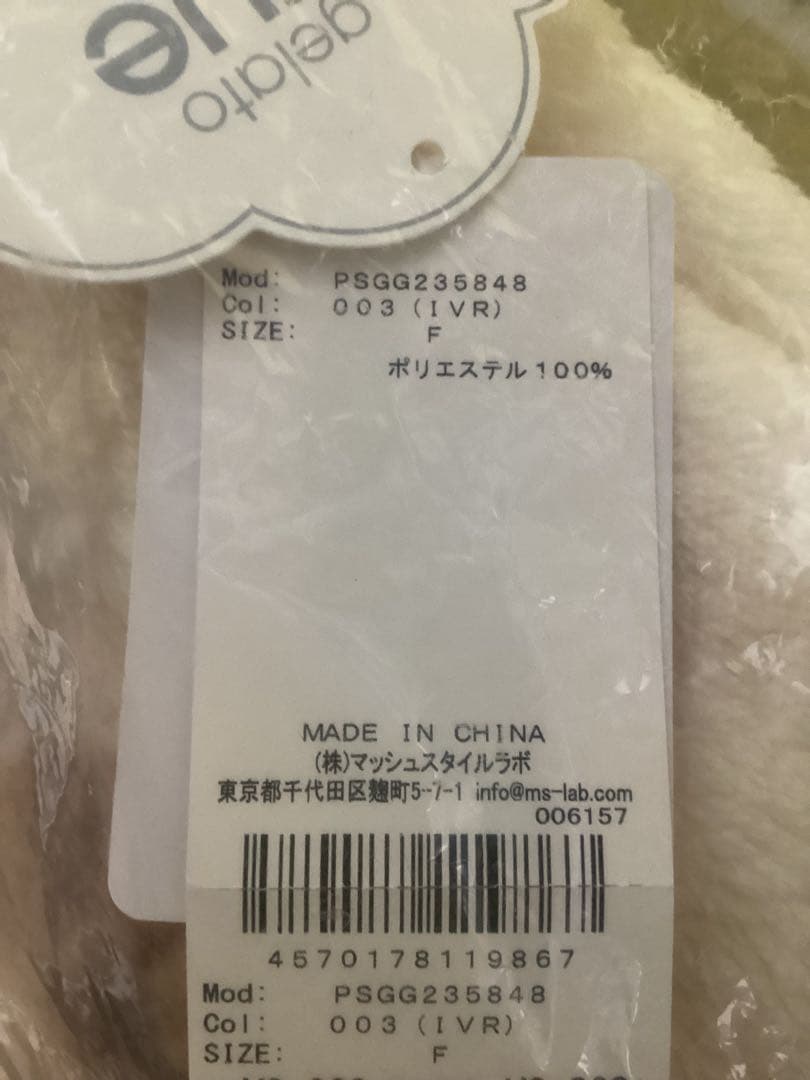 gelato
que
Mod: PSGG235848
Col: 003 (IVR)
SIZE: F
ポリエステル100%
MADE IN CHINA
(株)マッシュスタイルラボ
東京都千代田区麹町5-7-1 info@ms-lab.com
006157
4570178119867
Mod: PSGG235848
Col: 003 (IVR)
SIZE: F